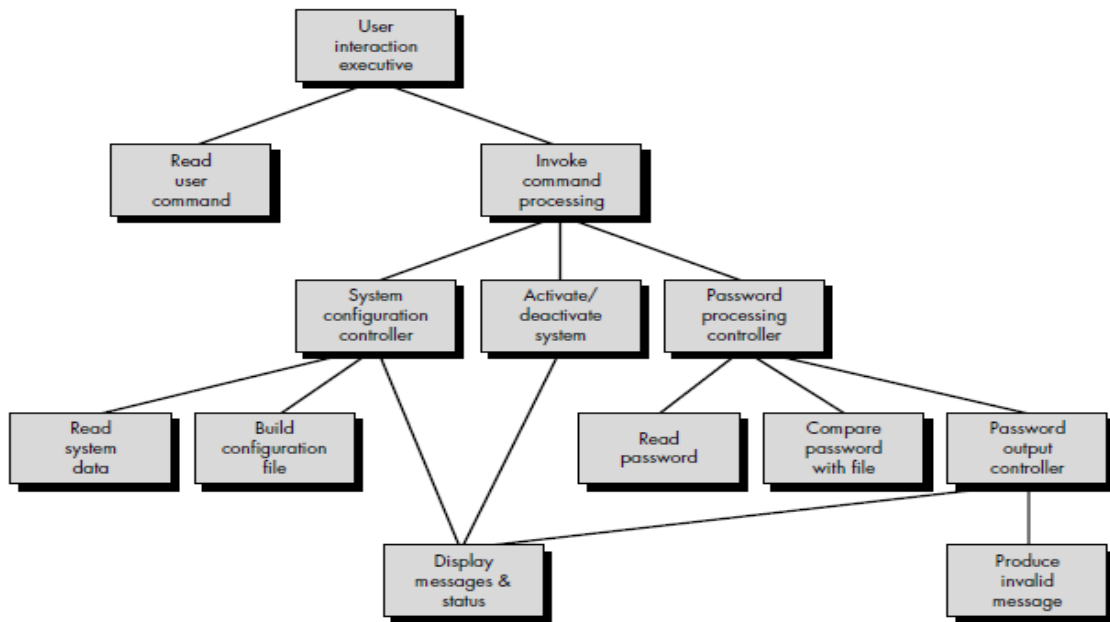 User
interaction
executive
Read
user
command
Invoke
command
processing
System
configuration
controller
Activate/
deactivate
system
Password
processing
controller
Read
system
data
Build
configuration
file
Read
password
Compare
password
with file
Password
output
controller
Display
messages &
status
Produce
invalid
message